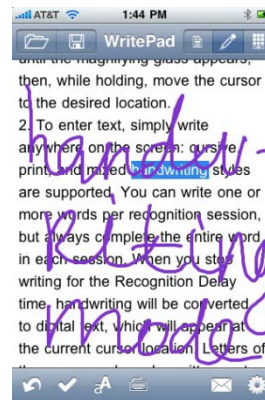 AT&T 1:44 PM
WritePad
until the magnifying glass appears,
then, while holding, move the cursor
to the desired location.
2. To enter text, simply write
anywhere on the screen: cursive,
print, and mixed handwriting styles
are supported. You can write one or
more words per recognition session,
but always complete the entire word
in each session. When you stop
writing for the Recognition Delay
time, handwriting will be converted
to digital text, which will appear at
the current cursor location. Letters of
handw-
riting
mode